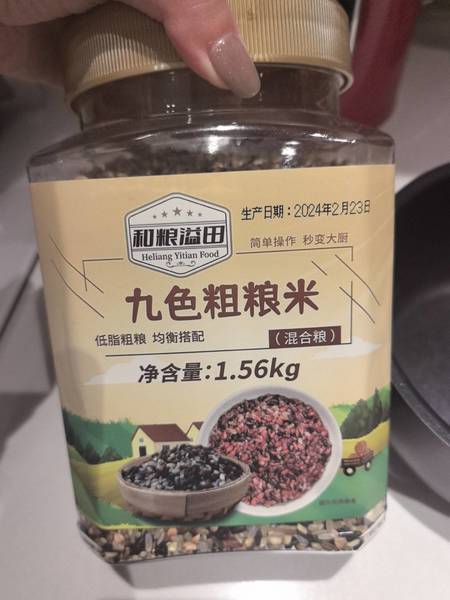 生产日期：2024年2月23日
和粮溢田
Heliang Yitian Food
简单操作 秒变大厨
九色粗粮米
低脂粗粮 均衡搭配
（混合粮）
净含量：1.56kg